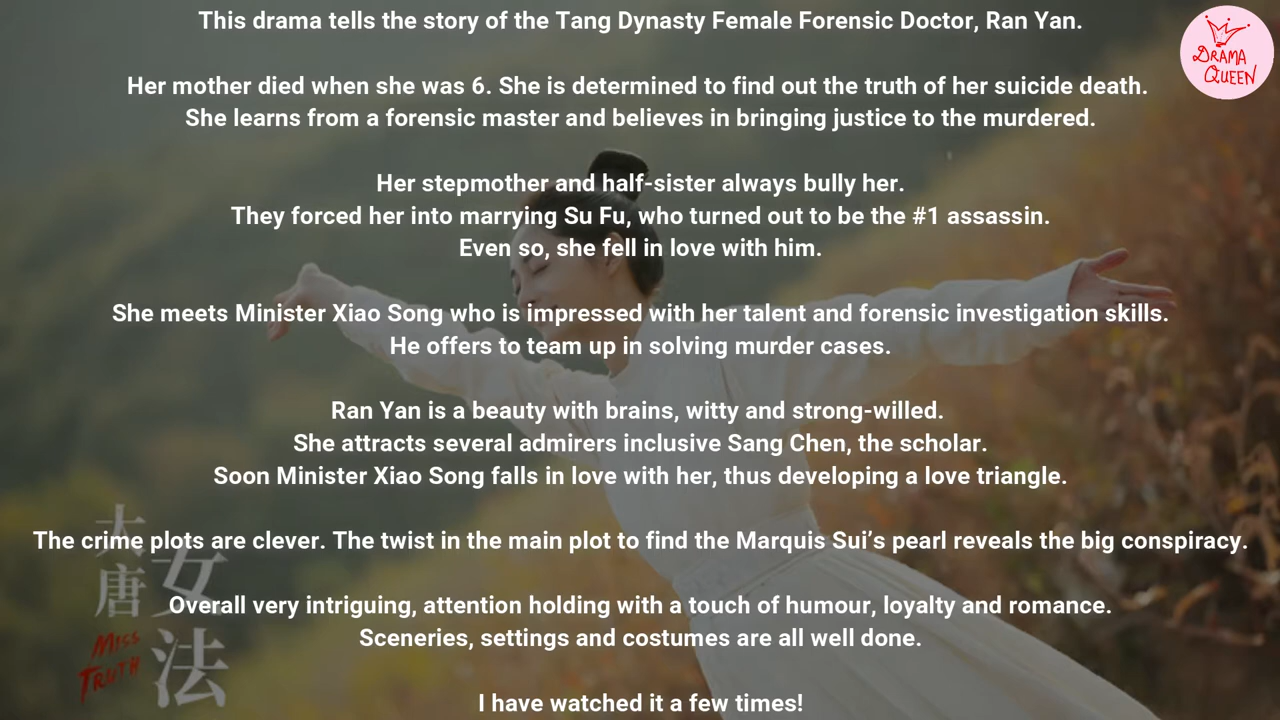 This drama tells the story of the Tang Dynasty Female Forensic Doctor, Ran Yan.
DRAMA
QUEEN
Her mother died when she was 6. She is determined to find out the truth of her suicide death.
She learns from a forensic master and believes in bringing justice to the murdered.
Her stepmother and half-sister always bully her.
They forced her into marrying Su Fu, who turned out to be the #1 assassin.
Even so, she fell in love with him.
She meets Minister Xiao Song who is impressed with her talent and forensic investigation skills.
He offers to team up in solving murder cases.
Ran Yan is a beauty with brains, witty and strong-willed.
She attracts several admirers inclusive Sang Chen, the scholar.
Soon Minister Xiao Song falls in love with her, thus developing a love triangle.
The crime plots are clever. The twist in the main plot to find the Marquis Sui’s pearl reveals the big conspiracy.
Overall very intriguing, attention holding with a touch of humour, loyalty and romance.
Sceneries, settings and costumes are all well done.
I have watched it a few times!
大唐
女法
MISS
TRUTH